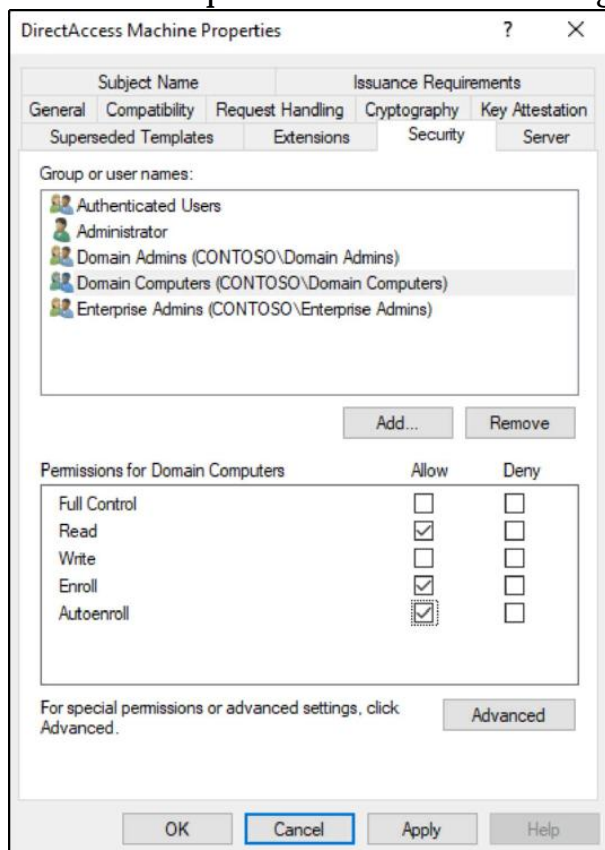 DirectAccess Machine Properties ? ×
Subject Name Issuance Requirements
General Compatibility Request Handling Cryptography Key Attestation
Superseded Templates Extensions Security Server
Group or user names:
Authenticated Users
Administrator
Domain Admins (CONTOSO\Domain Admins)
Domain Computers (CONTOSO\Domain Computers)
Enterprise Admins (CONTOSO\Enterprise Admins)
Add... Remove
Permissions for Domain Computers Allow Deny
Full Control
Read
Write
Enroll
Autoenroll
For special permissions or advanced settings, click
Advanced.
Advanced
OK Cancel Apply Help